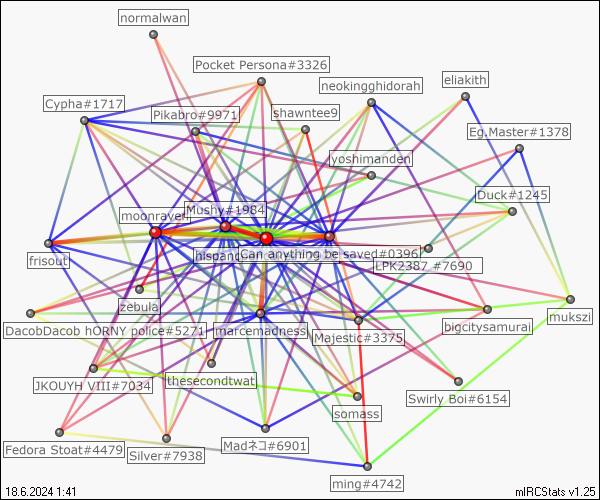 normalwan
Pocket Persona#3326
neokingghidorah
eliakith
Cypha#1717
Pikabro#9971
shawntee9
Eg.Master#1378
yoshimanden
Duck#1245
Mushy#1984
moonraven
frisout
Can anything be saved#0396
LPK2387_#7690
zebula
mukszi
DacobDacob hORNY police#5271
marcemadness
Majestic#3375
bigcitysamurai
JKOUYH VIII#7034
thesecondtwat
somass
Swirly Boi#6154
Fedora Stoat#4479
Silver#7938
Madネコ#6901
ming#4742
18.6.2024 1:41
mIRCStats v1.25